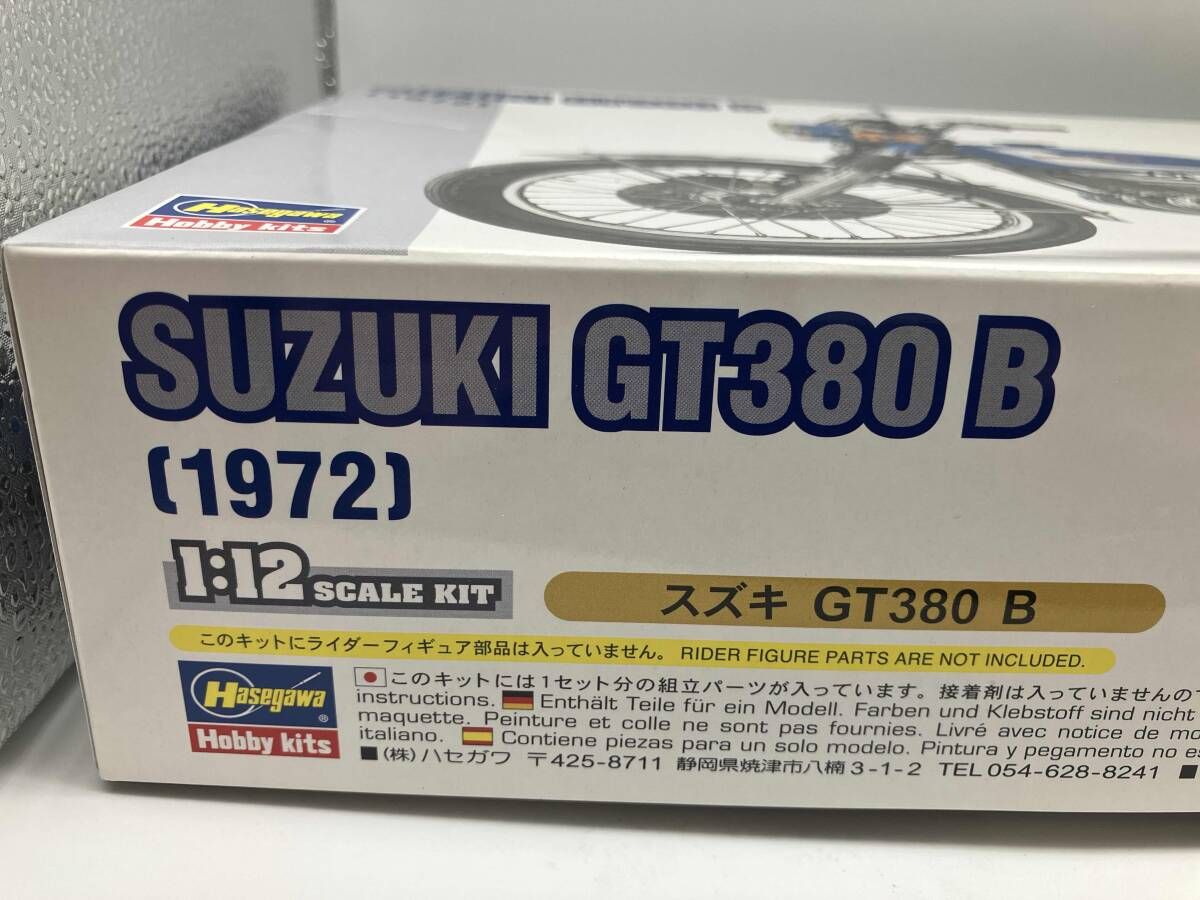 Hasegawa
Hobby kits
SUZUKI GT380 B
(1972)
1:12 SCALE KIT
スズキ GT380 B
このキットにライダーフィギュア部品は入っていません。 RIDER FIGURE PARTS ARE NOT INCLUDED.
Hasegawa®
Hobby kits
このキットには1セット分の組立パーツが入っています。接着剤は入っていませんの
instructions. Enthält Teile für ein Modell. Farben und Klebstoff sind nicht
maquette. Peinture et colle ne sont pas fournies. Livré avec notice de mo
italiano. Contiene piezas para un solo modelo. Pintura y pegamento no es
■(株)ハセガワ 〒425-8711 静岡県焼津市八楠3-1-2 TEL054-628-8241 ■